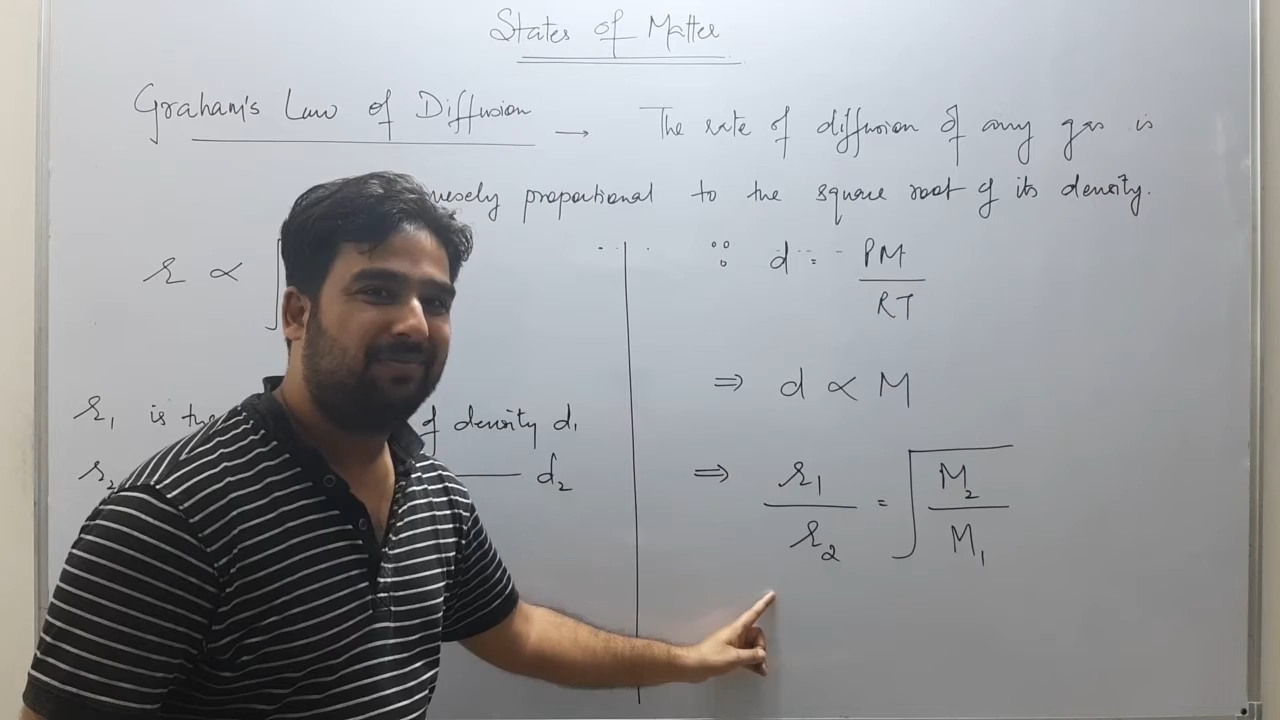 States of Matter
Graham's Law of Diffusion → The rate of diffusion of any gas is
proportional to the square root of its density.
r ∝ √
r₁ is the of density d₁
r₂ d₂
∵ d = PM / RT
⇒ d ∝ M
⇒ r₁ / r₂ = √(M₂ / M₁)